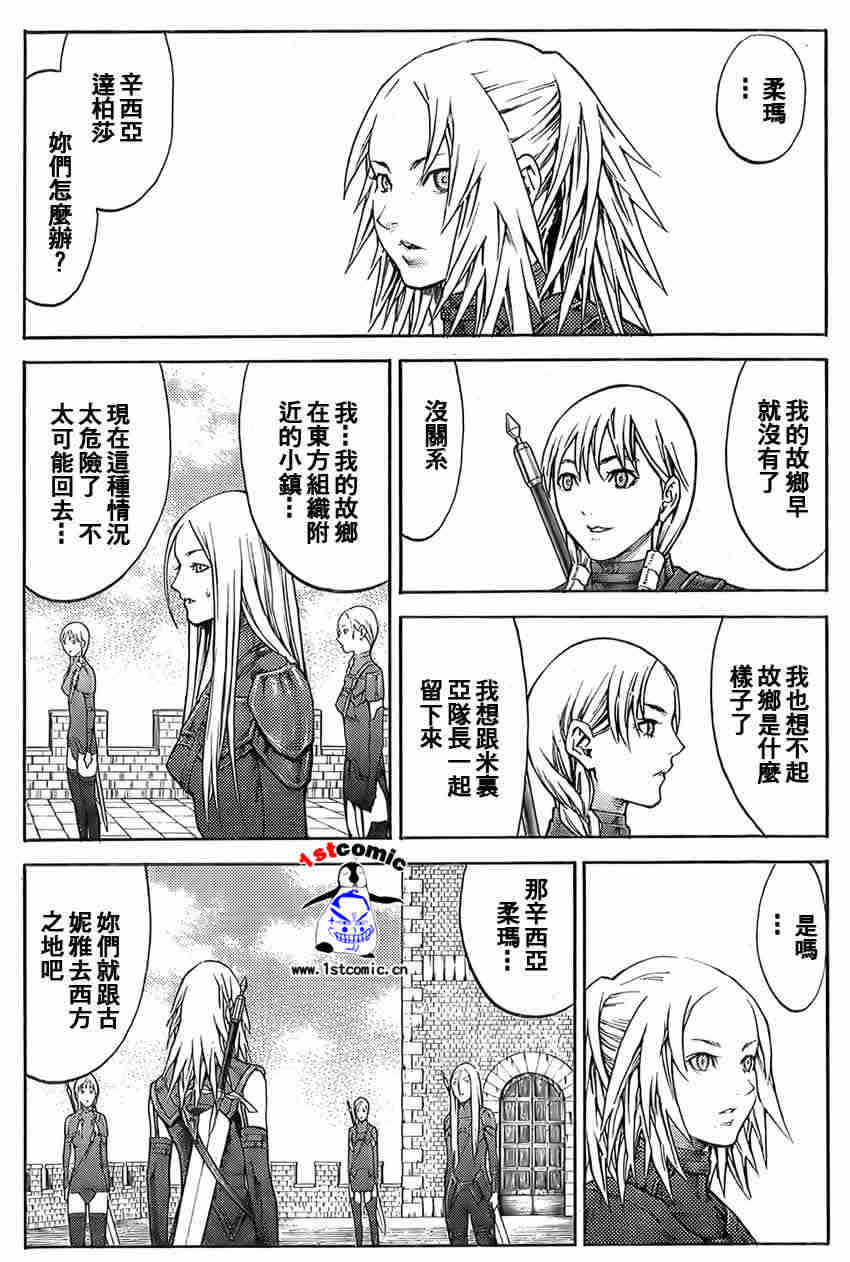 柔瑪
…
辛西亞
達柏莎
妳們怎麼辦？
我的故鄉早
就沒有了
沒關系
我也想不起
故鄉是什麼
樣子了
我想跟米裏
亞隊長一起
留下來
我…我的故鄉
在東方組織附
近的小鎮…
現在這種情況
太危險了 不
太可能回去…
是嗎
…
那辛西亞
柔瑪…
妳們就跟古
妮雅去西方
之地吧
1stcomic
www.1stcomic.cn